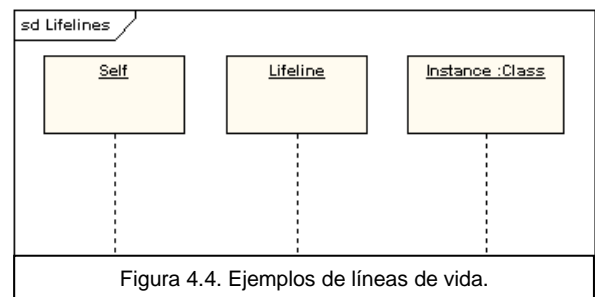 sd Lifelines
Self
Lifeline
Instance :Class
Figura 4.4. Ejemplos de líneas de vida.